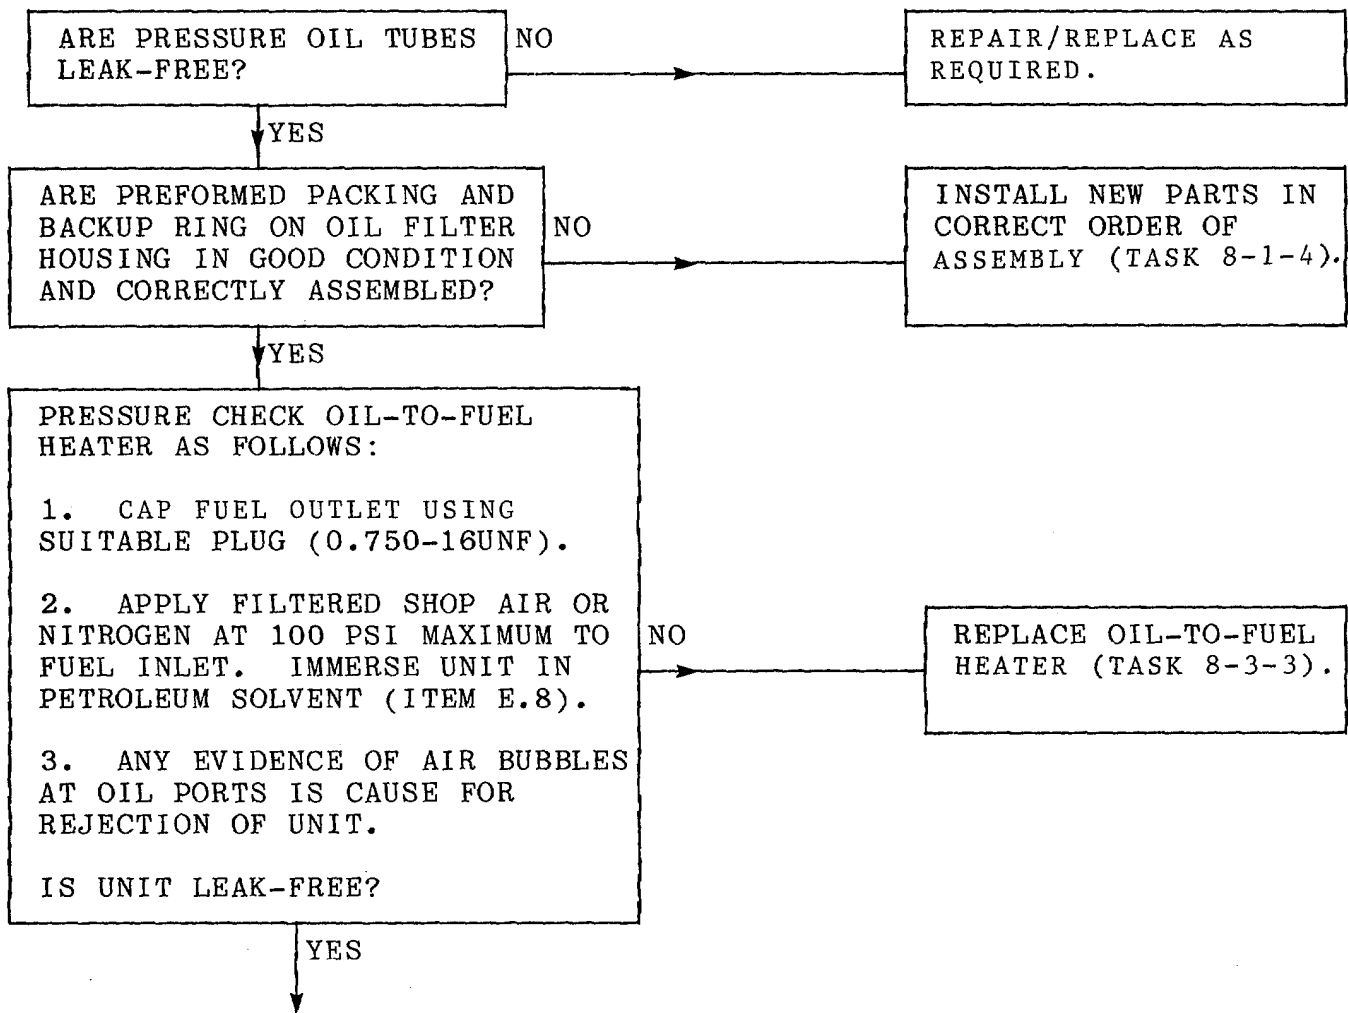 ARE PRESSURE OIL TUBES
LEAK-FREE?
NO
REPAIR/REPLACE AS
REQUIRED.
YES
ARE PREFORMED PACKING AND
BACKUP RING ON OIL FILTER
HOUSING IN GOOD CONDITION
AND CORRECTLY ASSEMBLED?
NO
INSTALL NEW PARTS IN
CORRECT ORDER OF
ASSEMBLY (TASK 8-1-4).
YES
PRESSURE CHECK OIL-TO-FUEL
HEATER AS FOLLOWS:
1. CAP FUEL OUTLET USING
SUITABLE PLUG (0.750-16UNF).
2. APPLY FILTERED SHOP AIR OR
NITROGEN AT 100 PSI MAXIMUM TO
FUEL INLET. IMMERSE UNIT IN
PETROLEUM SOLVENT (ITEM E.8).
3. ANY EVIDENCE OF AIR BUBBLES
AT OIL PORTS IS CAUSE FOR
REJECTION OF UNIT.
IS UNIT LEAK-FREE?
NO
REPLACE OIL-TO-FUEL
HEATER (TASK 8-3-3).
YES